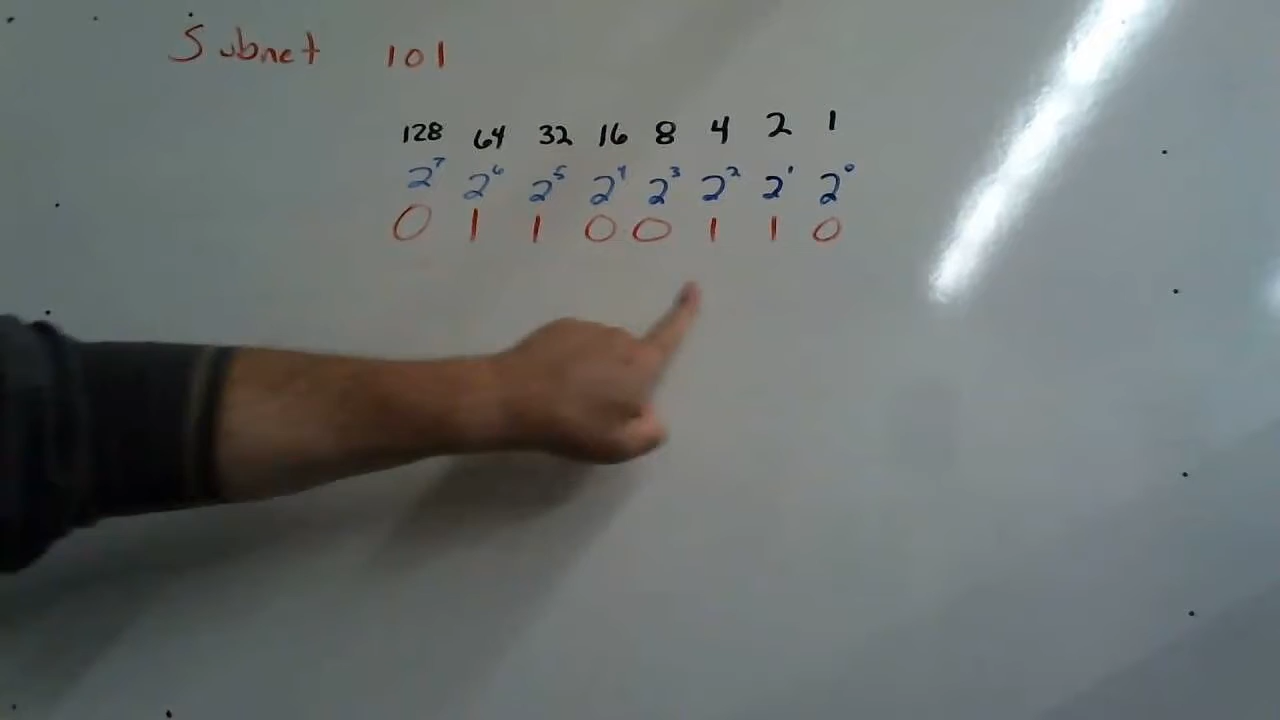 Subnet 101
128 64 32 16 8 4 2 1
2⁷ 2⁶ 2⁵ 2⁴ 2³ 2² 2¹ 2⁰
0 1 1 0 0 1 1 0